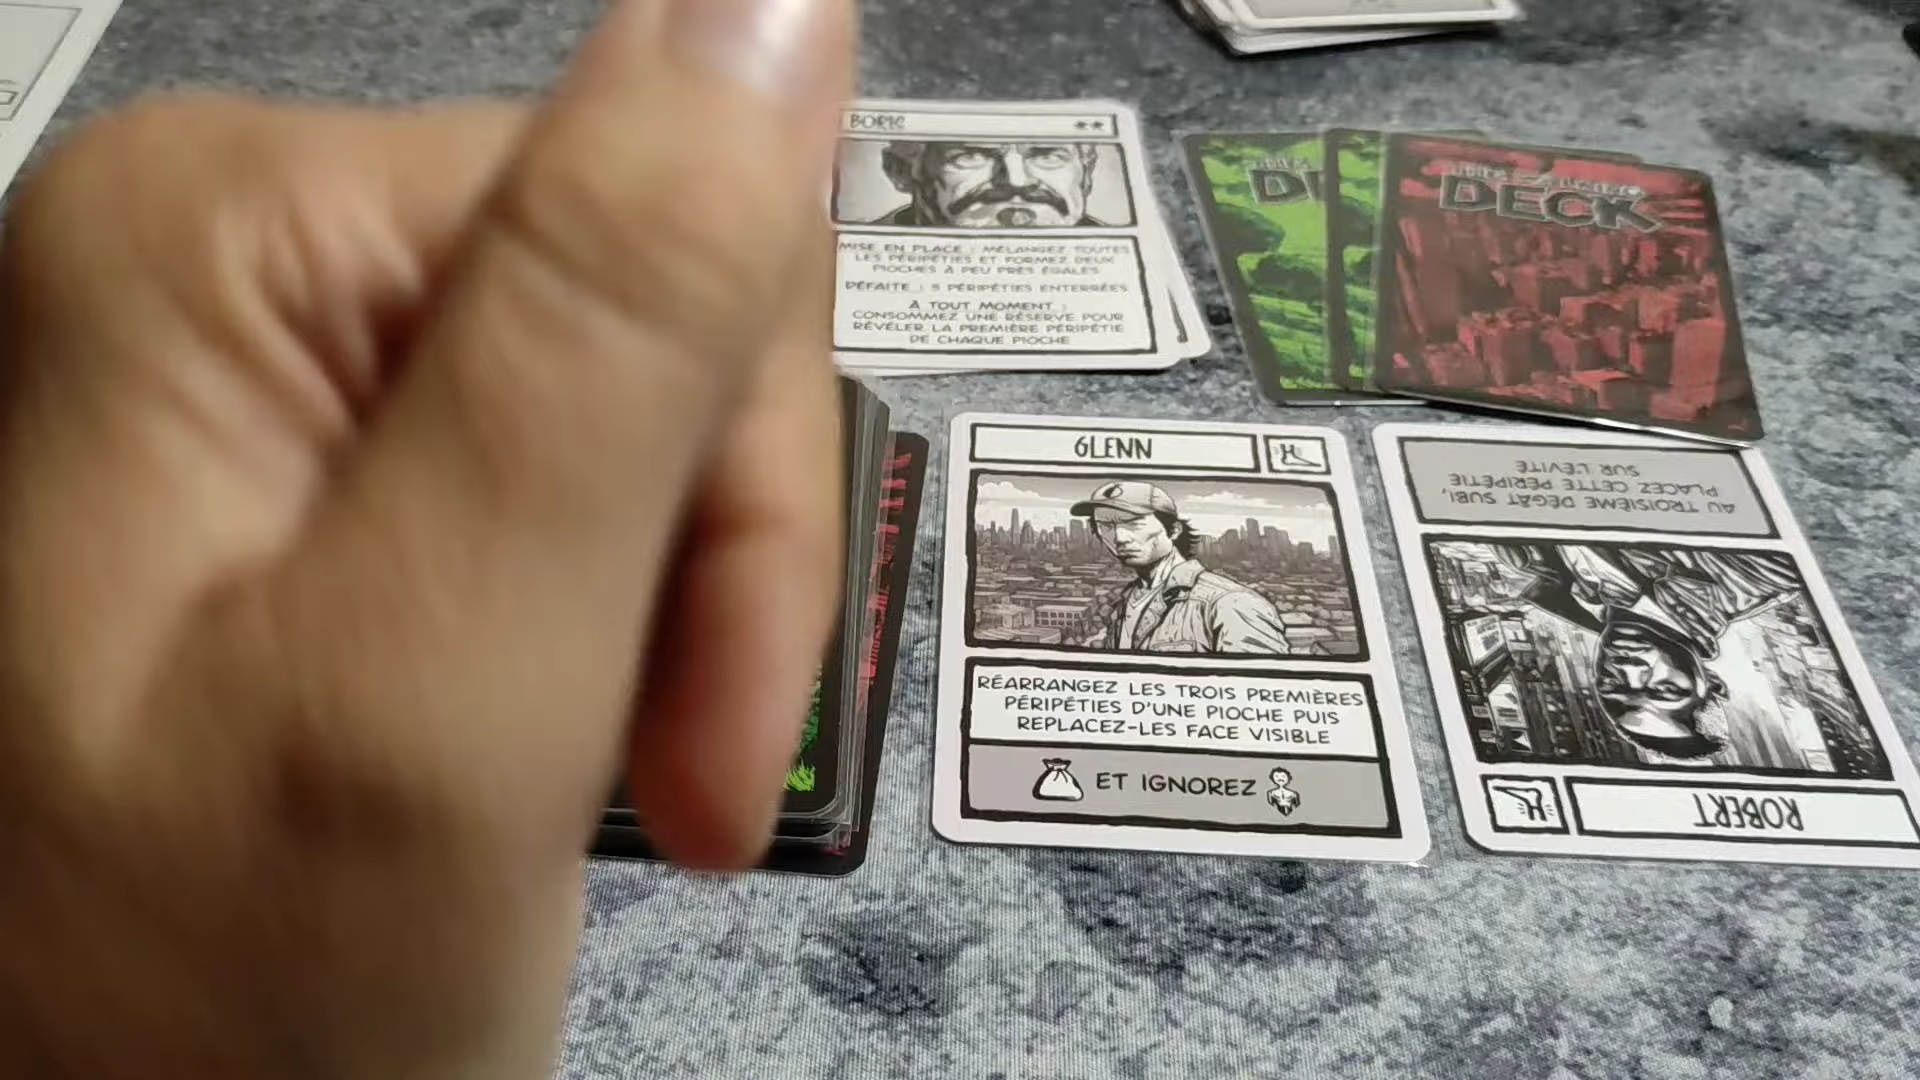 BORIS
MISE EN PLACE : MÉLANGEZ TOUTES
LES PÉRIPÉTIES ET FORMEZ DEUX
PIOCHES À PEU PRÈS ÉGALES
DÉFAITE : 5 PÉRIPÉTIES ENTERRÉES
À TOUT MOMENT :
CONSOMMEZ UNE RÉSERVE POUR
RÉVÉLER LA PREMIÈRE PÉRIPÉTIE
DE CHAQUE PIOCHE
DECK
GLENN
RÉARRANGEZ LES TROIS PREMIÈRES
PÉRIPÉTIES D'UNE PIOCHE PUIS
REPLACEZ-LES FACE VISIBLE
ET IGNOREZ
ROBERT
AU TROISIÈME DÉGÂT SUBI,
PLACEZ CETTE PÉRIPÉTIE
SUR L'ÉVITÉ